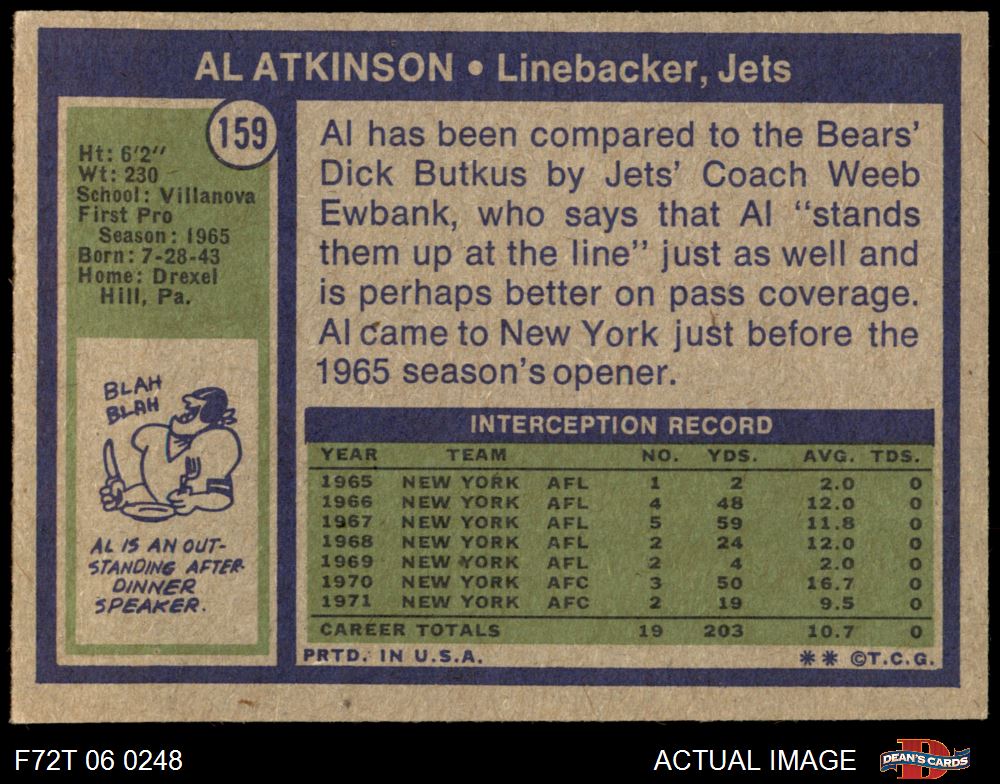 AL ATKINSON • Linebacker, Jets
159
Ht: 6'2"
Wt: 230
School: Villanova
First Pro
Season: 1965
Born: 7-28-43
Home: Drexel
Hill, Pa.
BLAH
BLAH
AL IS AN OUT-
STANDING AFTER
DINNER
SPEAKER.
Al has been compared to the Bears'
Dick Butkus by Jets' Coach Weeb
Ewbank, who says that Al "stands
them up at the line" just as well and
is perhaps better on pass coverage.
Al came to New York just before the
1965 season's opener.
INTERCEPTION RECORD
YEAR TEAM NO. YDS. AVG. TDS.
1965 NEW YORK AFL 1 2 2.0 0
1966 NEW YORK AFL 4 48 12.0 0
1967 NEW YORK AFL 5 59 11.8 0
1968 NEW YORK AFL 2 24 12.0 0
1969 NEW YORK AFL 2 4 2.0 0
1970 NEW YORK AFC 3 50 16.7 0
1971 NEW YORK AFC 2 19 9.5 0
CAREER TOTALS 19 203 10.7 0
PRTD. IN U.S.A. ** ©T.C.G.
F72T 06 0248 ACTUAL IMAGE D DEAN'S CARDS